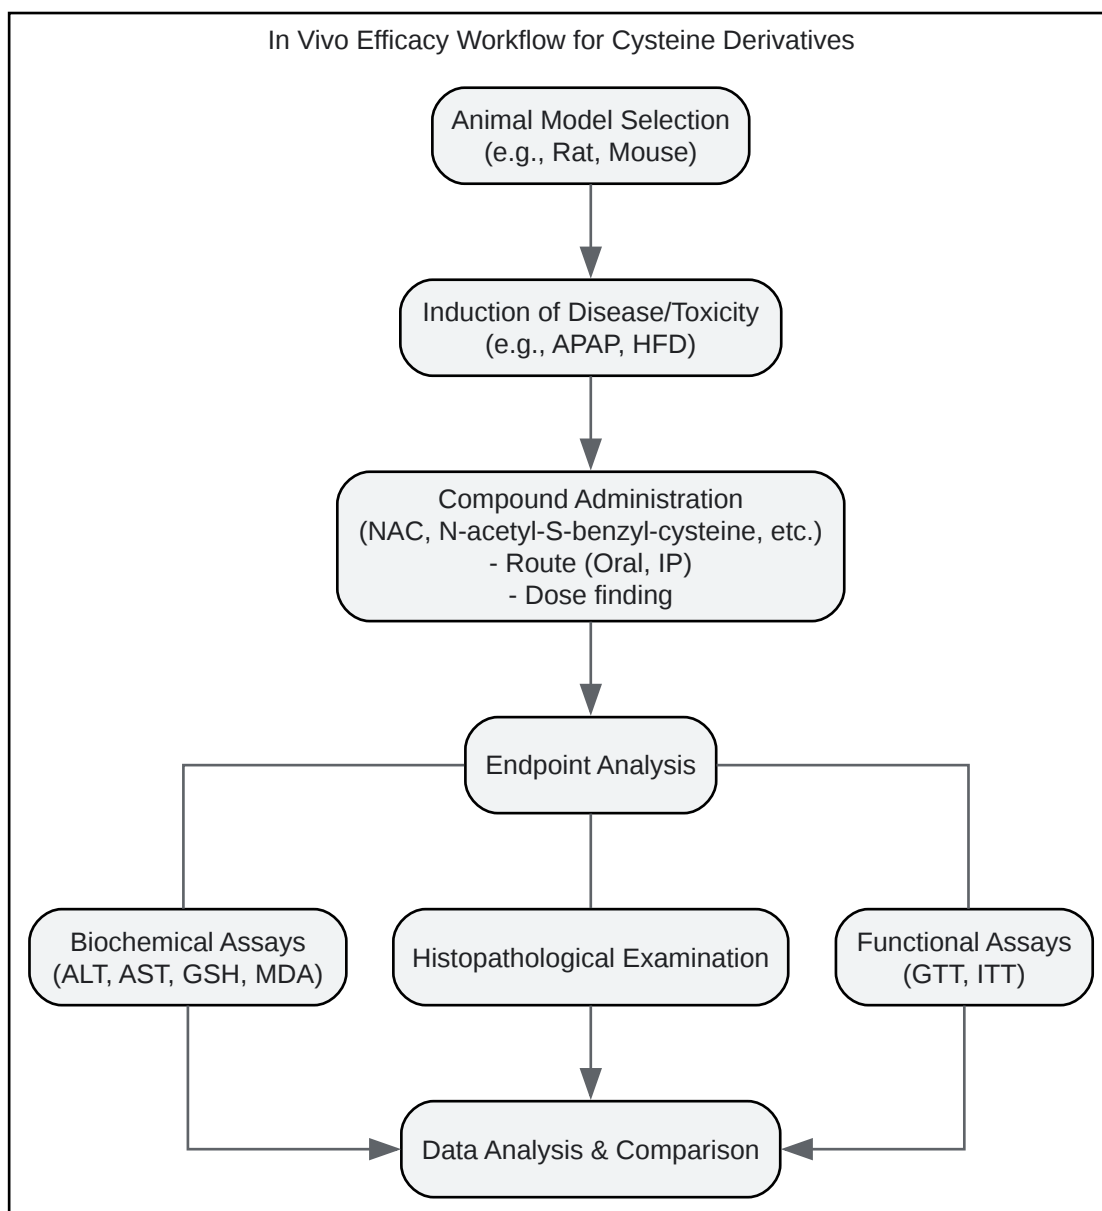 In Vivo Efficacy Workflow for Cysteine Derivatives
Animal Model Selection
(e.g., Rat, Mouse)
Induction of Disease/Toxicity
(e.g., APAP, HFD)
Compound Administration
(NAC, N-acetyl-S-benzyl-cysteine, etc.)
- Route (Oral, IP)
- Dose finding
Endpoint Analysis
Biochemical Assays
(ALT, AST, GSH, MDA)
Histopathological Examination
Functional Assays
(GTT, ITT)
Data Analysis & Comparison